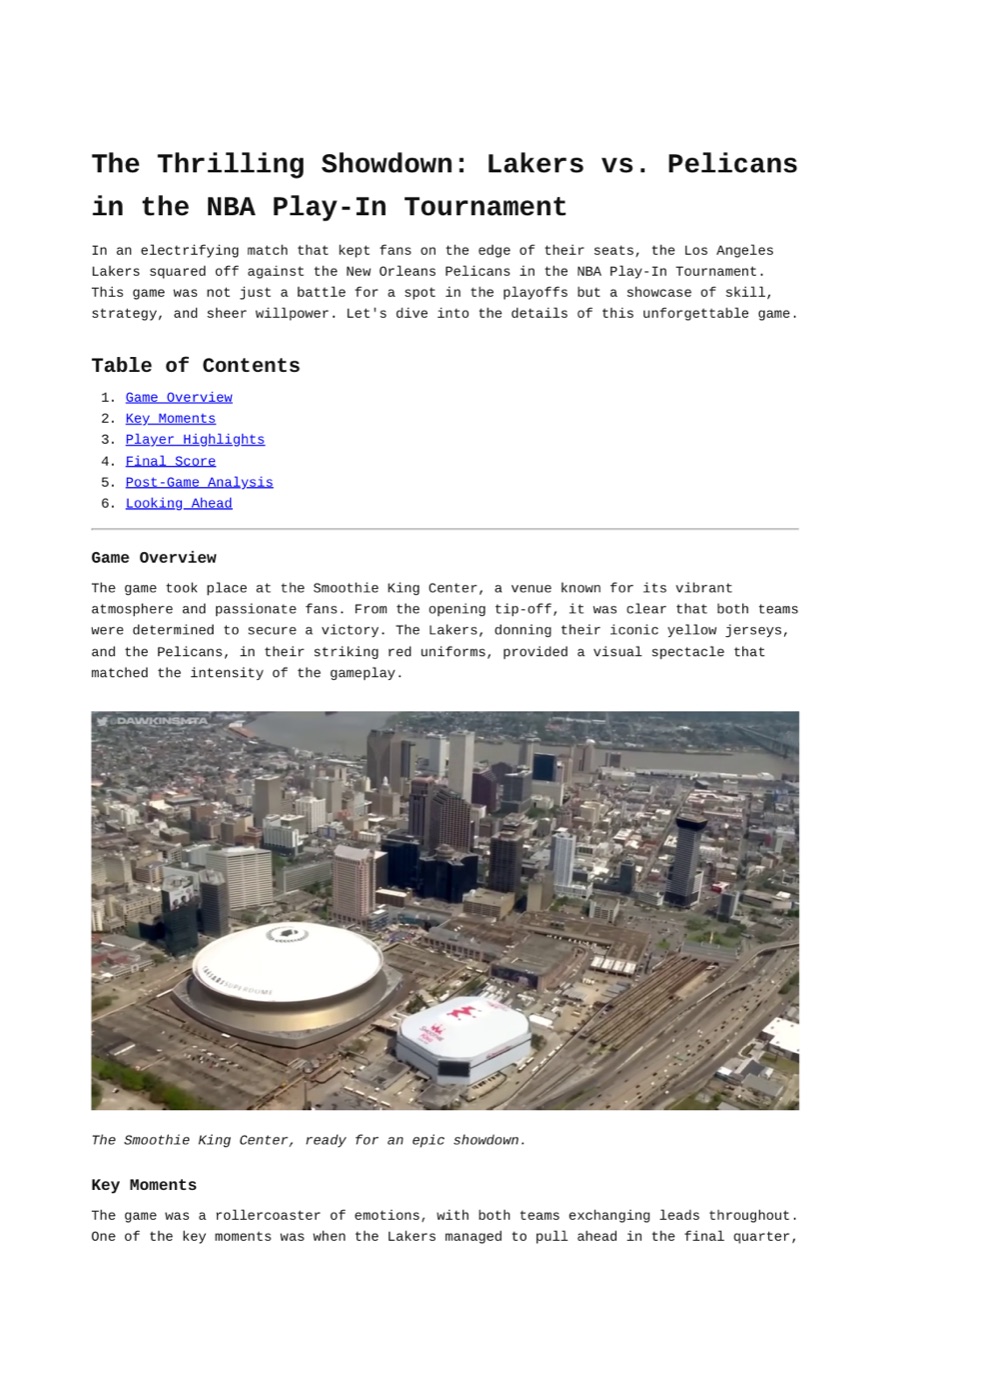 The Thrilling Showdown: Lakers vs. Pelicans
in the NBA Play-In Tournament
In an electrifying match that kept fans on the edge of their seats, the Los Angeles
Lakers squared off against the New Orleans Pelicans in the NBA Play-In Tournament.
This game was not just a battle for a spot in the playoffs but a showcase of skill,
strategy, and sheer willpower. Let's dive into the details of this unforgettable game.
Table of Contents
1. Game Overview
2. Key Moments
3. Player Highlights
4. Final Score
5. Post-Game Analysis
6. Looking Ahead
Game Overview
The game took place at the Smoothie King Center, a venue known for its vibrant
atmosphere and passionate fans. From the opening tip-off, it was clear that both teams
were determined to secure a victory. The Lakers, donning their iconic yellow jerseys,
and the Pelicans, in their striking red uniforms, provided a visual spectacle that
matched the intensity of the gameplay.
@DAWKINSMTA
CAESARS SUPERDOME
The Smoothie King Center, ready for an epic showdown.
Key Moments
The game was a rollercoaster of emotions, with both teams exchanging leads throughout.
One of the key moments was when the Lakers managed to pull ahead in the final quarter,